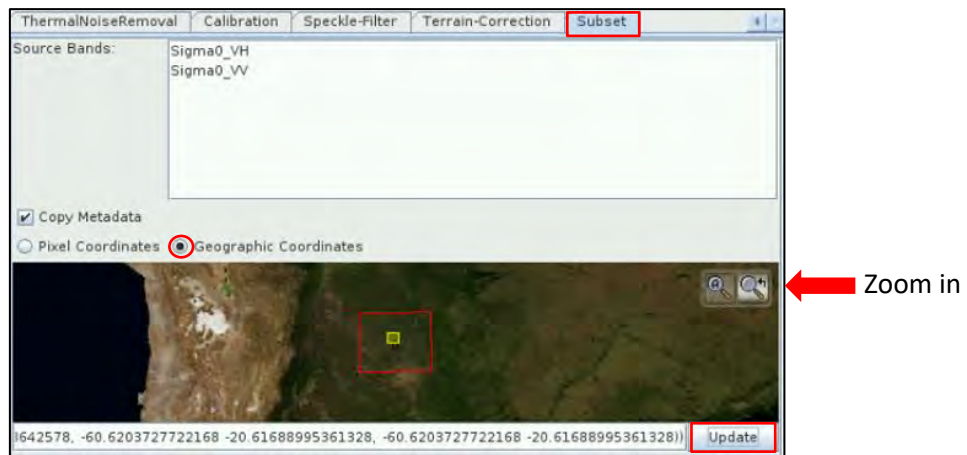 ThermalNoiseRemoval Calibration Speckle-Filter Terrain-Correction Subset
Source Bands: Sigma0_VH
Sigma0_VV
Copy Metadata
Pixel Coordinates Geographic Coordinates
Zoom in
642578, -60.6203727722168 -20.61688995361328, -60.6203727722168 -20.61688995361328)) Update